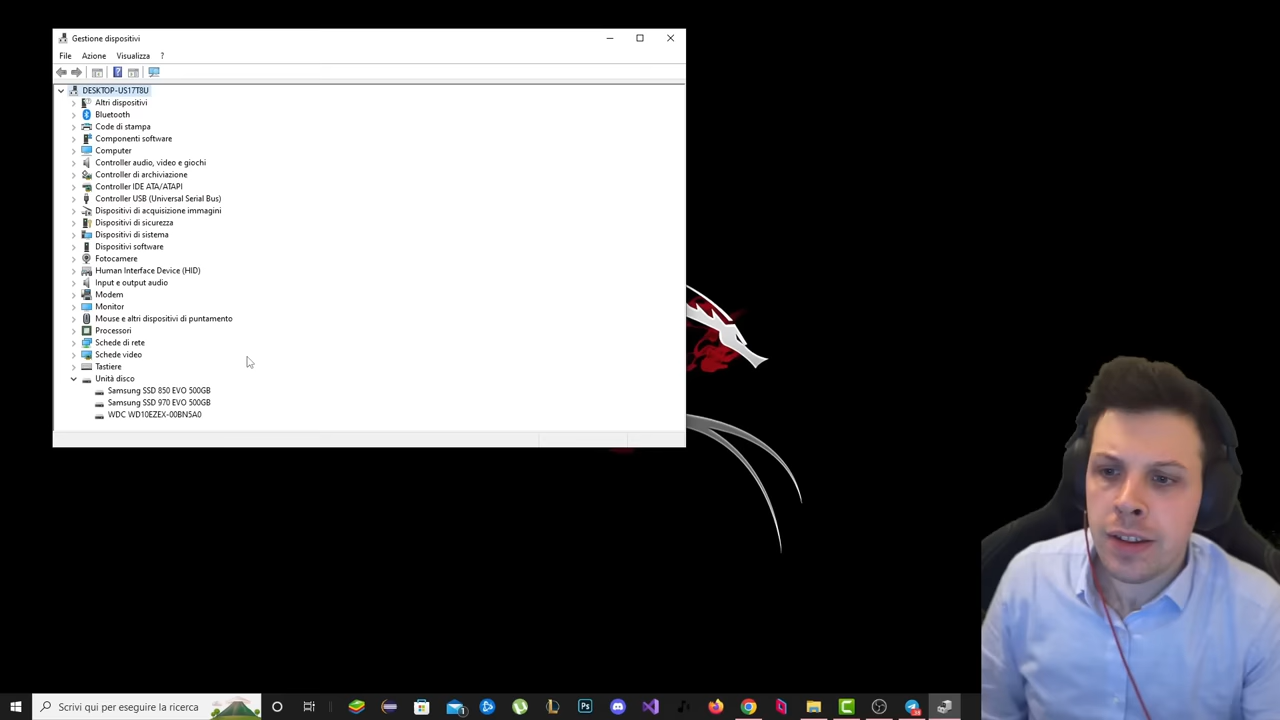 Gestione dispositivi
File Azione Visualizza ?
DESKTOP-US17T8U
Altri dispositivi
Bluetooth
Code di stampa
Componenti software
Computer
Controller audio, video e giochi
Controller di archiviazione
Controller IDE ATA/ATAPI
Controller USB (Universal Serial Bus)
Dispositivi di acquisizione immagini
Dispositivi di sicurezza
Dispositivi di sistema
Dispositivi software
Fotocamere
Human Interface Device (HID)
Input e output audio
Modem
Monitor
Mouse e altri dispositivi di puntamento
Processori
Schede di rete
Schede video
Tastiere
Unità disco
Samsung SSD 850 EVO 500GB
Samsung SSD 970 EVO 500GB
WDC WD10EZEX-00BN5A0
Scrivi qui per eseguire la ricerca
Ps